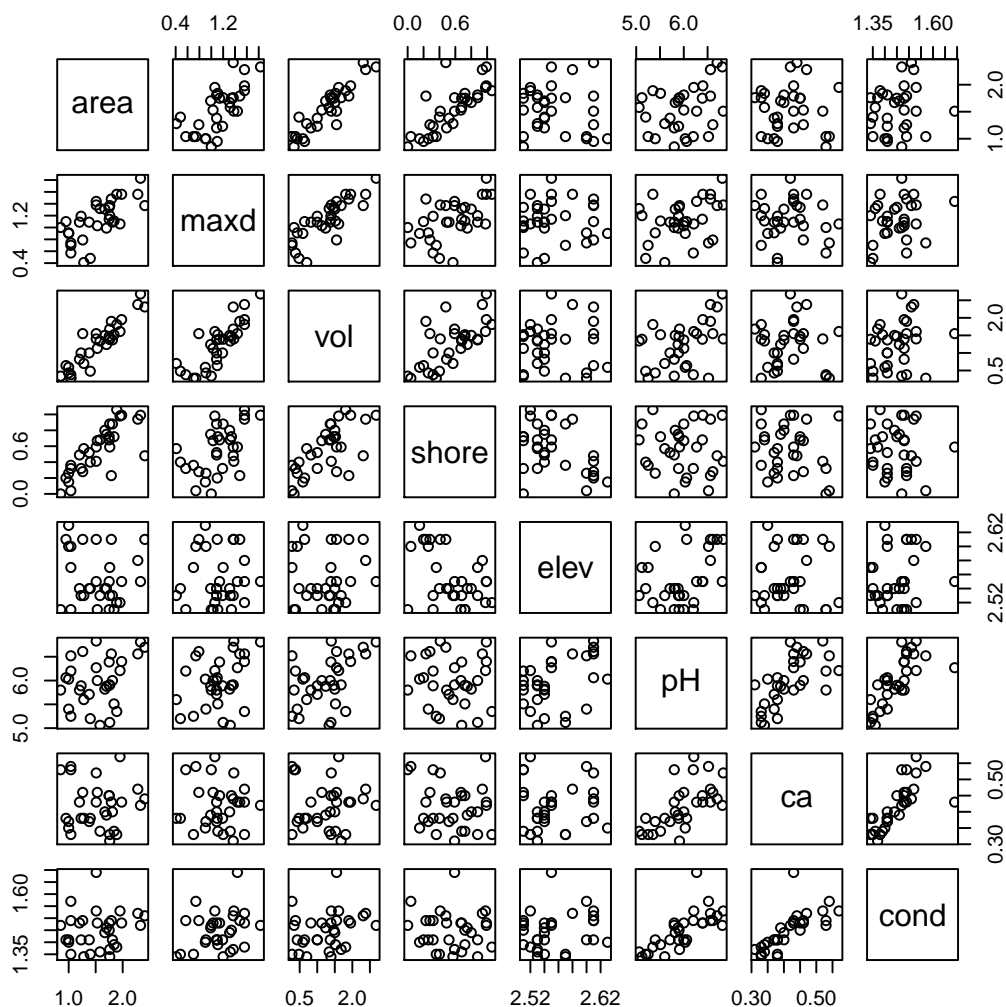 0.4 1.2 0.0 0.6 5.0 6.0 1.35 1.60
area 1.0 2.0
0.4 1.2 maxd
vol 0.5 2.0
0.0 0.6 shore
elev 2.52 2.62
5.0 6.0 pH
ca 0.30 0.50
1.35 1.60 cond
1.0 2.0 0.5 2.0 2.52 2.62 0.30 0.50